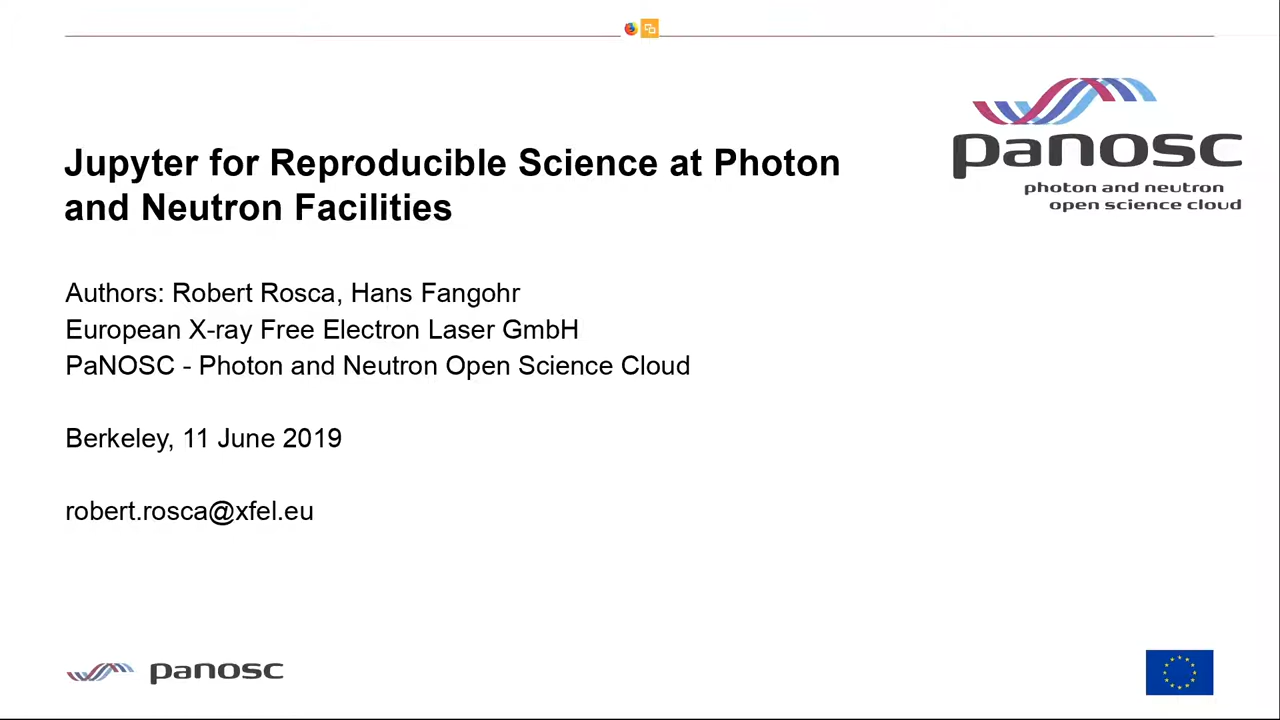 Jupyter for Reproducible Science at Photon
and Neutron Facilities
panosc
photon and neutron
open science cloud
Authors: Robert Rosca, Hans Fangohr
European X-ray Free Electron Laser GmbH
PaNOSC - Photon and Neutron Open Science Cloud
Berkeley, 11 June 2019
robert.rosca@xfel.eu
panosc